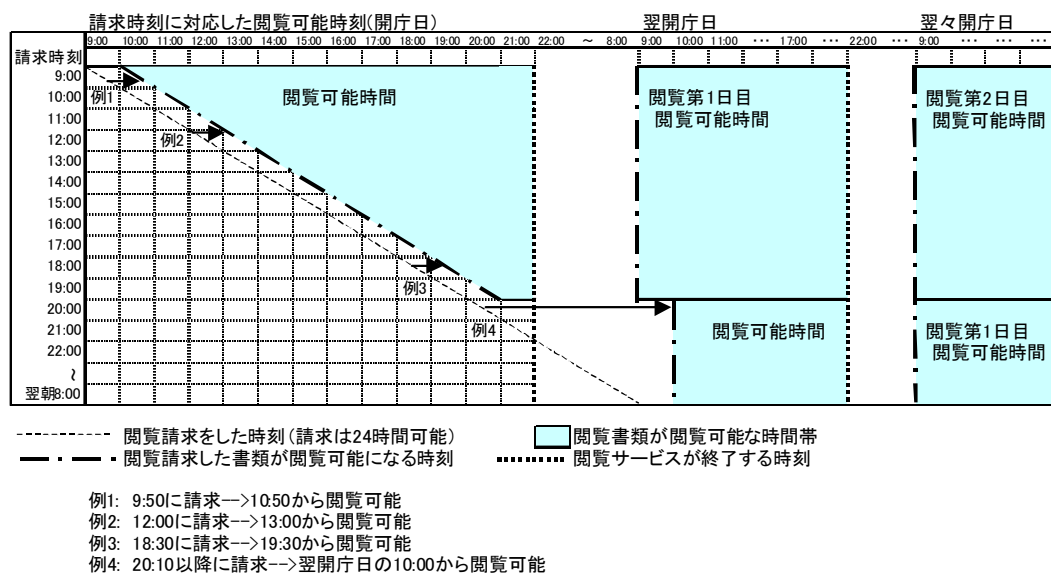 請求時刻に対応した閲覧可能時刻(開庁日) 翌開庁日 翌々開庁日
9:00 10:00 11:00 12:00 13:00 14:00 15:00 16:00 17:00 18:00 19:00 20:00 21:00 22:00 ～ 8:00 9:00 10:00 11:00 … 17:00 … 22:00 … 9:00 … … …
請求時刻
9:00
10:00
11:00
12:00
13:00
14:00
15:00
16:00
17:00
18:00
19:00
20:00
21:00
22:00
～
翌朝8:00
例1
例2
例3
例4
閲覧可能時間
閲覧第1日目
閲覧可能時間
閲覧可能時間
閲覧第2日目
閲覧可能時間
閲覧第1日目
閲覧可能時間
閲覧請求をした時刻(請求は24時間可能) 閲覧書類が閲覧可能な時間帯
閲覧請求した書類が閲覧可能になる時刻 閲覧サービスが終了する時刻
例1: 9:50に請求-->10:50から閲覧可能
例2: 12:00に請求-->13:00から閲覧可能
例3: 18:30に請求-->19:30から閲覧可能
例4: 20:10以降に請求-->翌開庁日の10:00から閲覧可能